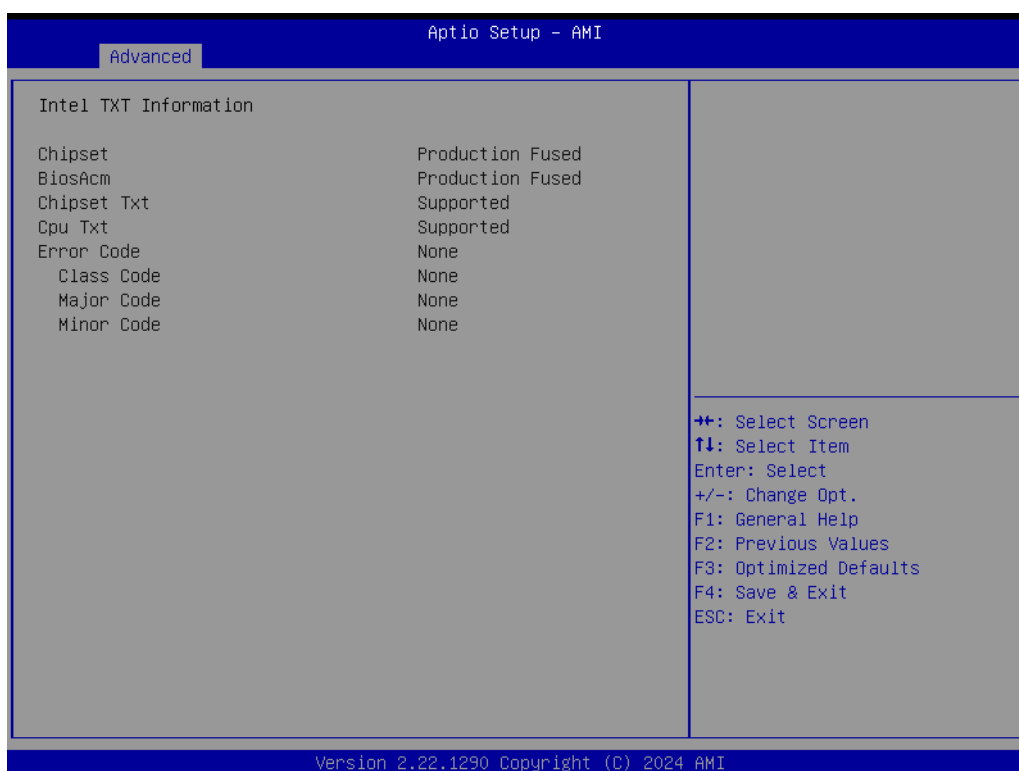 Aptio Setup – AMI
Advanced
Intel TXT Information
Chipset Production Fused
BiosAcm Production Fused
Chipset Txt Supported
Cpu Txt Supported
Error Code None
Class Code None
Major Code None
Minor Code None
→←: Select Screen
↑↓: Select Item
Enter: Select
+/-: Change Opt.
F1: General Help
F2: Previous Values
F3: Optimized Defaults
F4: Save & Exit
ESC: Exit
Version 2.22.1290 Copyright (C) 2024 AMI